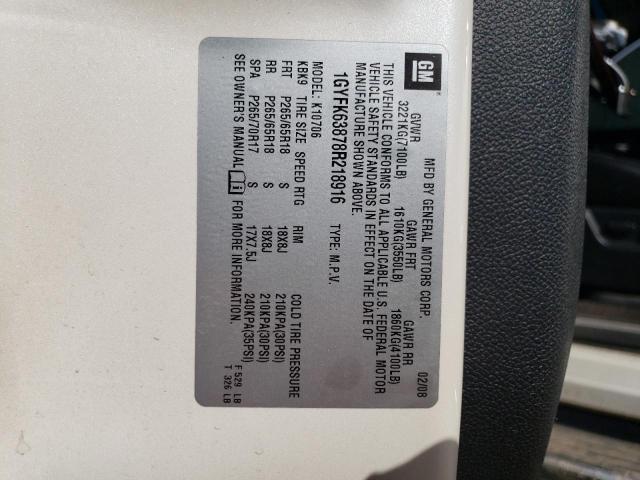 GM
MFD BY GENERAL MOTORS CORP. 02/08
GVWR GAWR FRT GAWR RR
3221KG(7100LB) 1610KG(3550LB) 1860KG(4100LB)
THIS VEHICLE CONFORMS TO ALL APPLICABLE U.S. FEDERAL MOTOR
VEHICLE SAFETY STANDARDS IN EFFECT ON THE DATE OF
MANUFACTURE SHOWN ABOVE.
1GYFK63878R218916 TYPE: M.P.V.
MODEL: K10706
KBK9 TIRE SIZE SPEED RTG RIM COLD TIRE PRESSURE
FRT P265/65R18 S 18X8J 210KPA(30PSI)
RR P265/65R18 S 18X8J 210KPA(30PSI)
SPA P265/70R17 S 17X7.5J 240KPA(35PSI)
SEE OWNER'S MANUAL i FOR MORE INFORMATION.
F 529 LB
T 326 LB